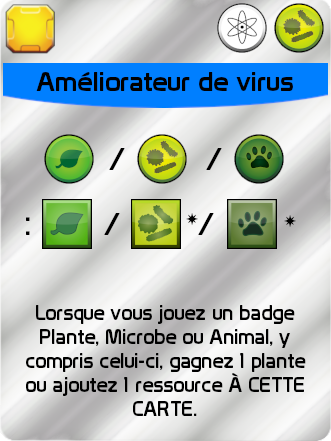 Améliorateur de virus
/ /
: / */ *
Lorsque vous jouez un badge
Plante, Microbe ou Animal, y
compris celui-ci, gagnez 1 plante
ou ajoutez 1 ressource À CETTE
CARTE.